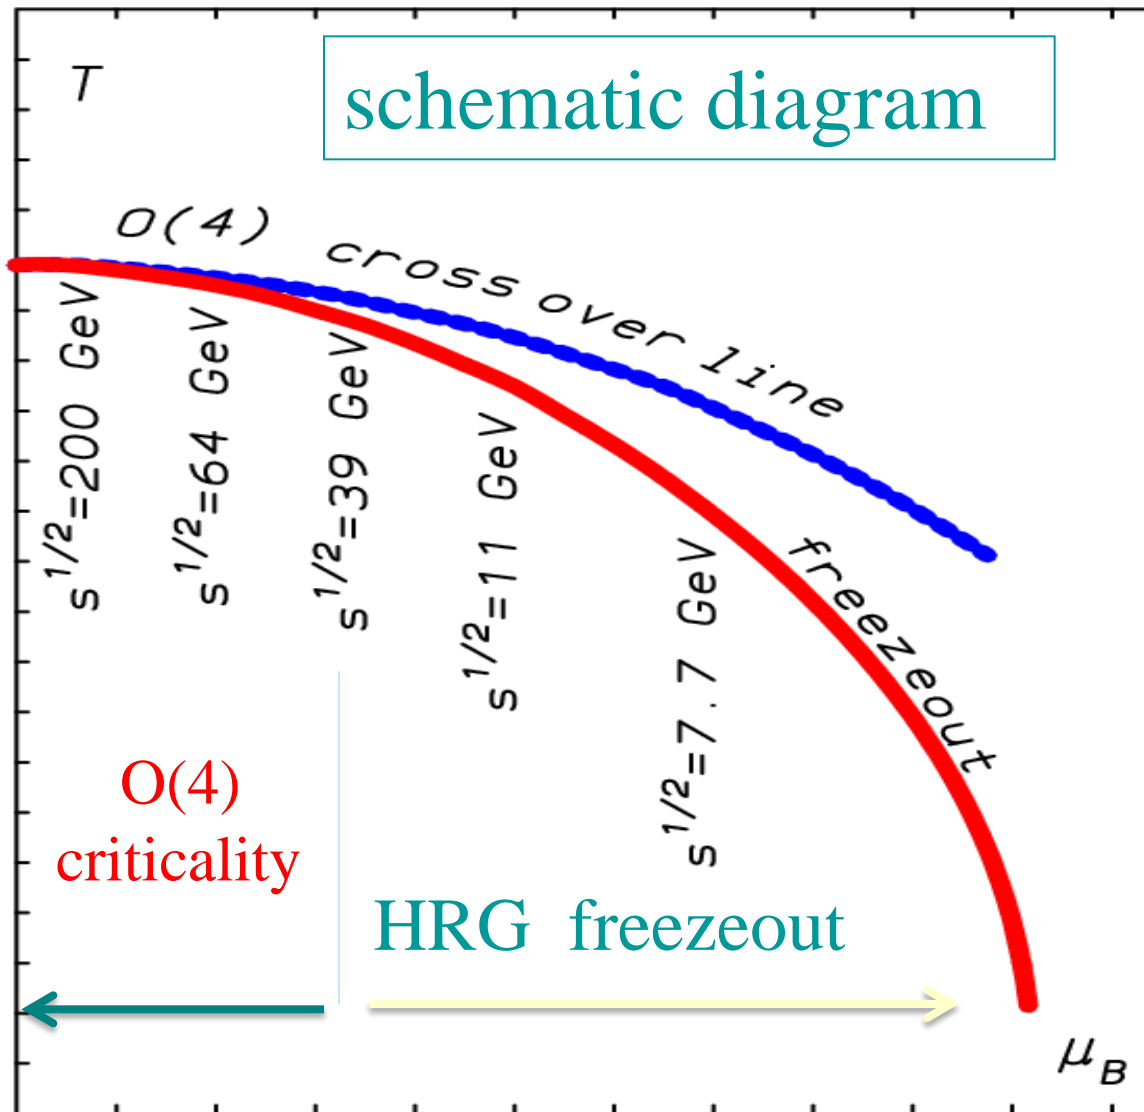 T
schematic diagram
O(4) cross over line
s^1/2=200 GeV
s^1/2=64 GeV
s^1/2=39 GeV
s^1/2=11 GeV
s^1/2=7.7 GeV
freezeout
O(4)
criticality
HRG freezeout
μ_B